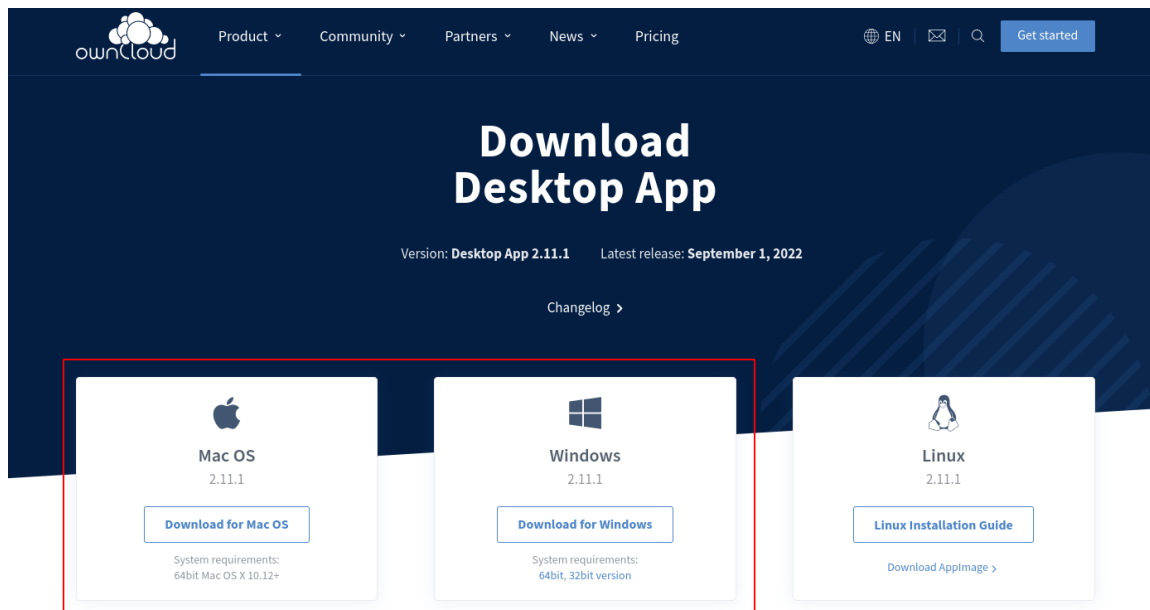 ownCloud
Product
Community
Partners
News
Pricing
EN
Get started
Download
Desktop App
Version: Desktop App 2.11.1
Latest release: September 1, 2022
Changelog
Mac OS
2.11.1
Download for Mac OS
System requirements:
64bit Mac OS X 10.12+
Windows
2.11.1
Download for Windows
System requirements:
64bit, 32bit version
Linux
2.11.1
Linux Installation Guide
Download AppImage